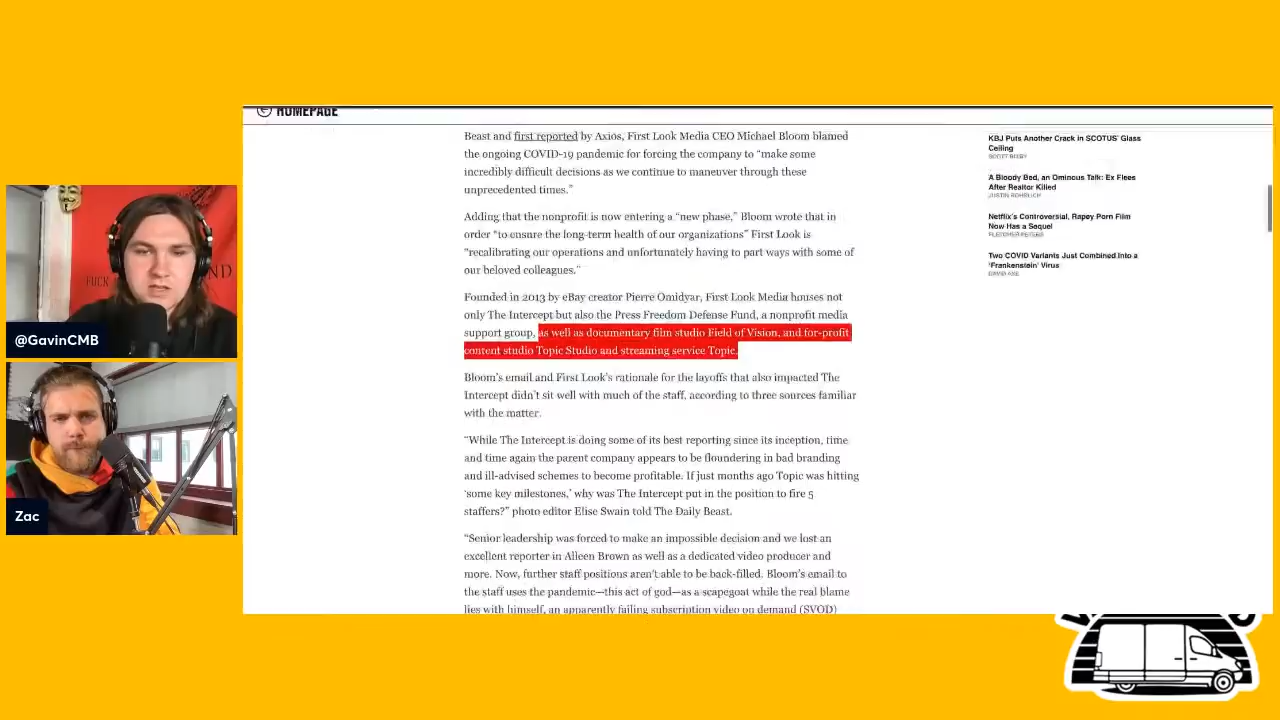 HOMEPAGE
Beast and first reported by Axios, First Look Media CEO Michael Bloom blamed
the ongoing COVID-19 pandemic for forcing the company to “make some
incredibly difficult decisions as we continue to maneuver through these
unprecedented times.”
Adding that the nonprofit is now entering a “new phase,” Bloom wrote that in
order “to ensure the long-term health of our organizations” First Look is
“recalibrating our operations and unfortunately having to part ways with some of
our beloved colleagues.”
Founded in 2013 by eBay creator Pierre Omidyar, First Look Media houses not
only The Intercept but also the Press Freedom Defense Fund, a nonprofit media
support group, as well as documentary film studio Field of Vision, and for-profit
content studio Topic Studio and streaming service Topic.
Bloom’s email and First Look’s rationale for the layoffs that also impacted The
Intercept didn’t sit well with much of the staff, according to three sources familiar
with the matter.
“While The Intercept is doing some of its best reporting since its inception, time
and time again the parent company appears to be floundering in bad branding
and ill-advised schemes to become profitable. If just months ago Topic was hitting
‘some key milestones,’ why was The Intercept put in the position to fire 5
staffers?” photo editor Elise Swain told The Daily Beast.
“Senior leadership was forced to make an impossible decision and we lost an
excellent reporter in Alleen Brown as well as a dedicated video producer and
more. Now, further staff positions aren’t able to be back-filled. Bloom’s email to
the staff uses the pandemic—this act of god—as a scapegoat while the real blame
lies with himself, an apparently failing subscription video on demand (SVOD)
KBJ Puts Another Crack in SCOTUS’ Glass
Ceiling
A Bloody Bed, an Ominous Talk: Ex Flees
After Realtor Killed
JUSTIN ROHRLICH
Netflix’s Controversial, Rapey Porn Film
Now Has a Sequel
FLETCHER PETERS
Two COVID Variants Just Combined Into a
‘Frankenstein’ Virus
FUCK
@GavinCMB
Zac